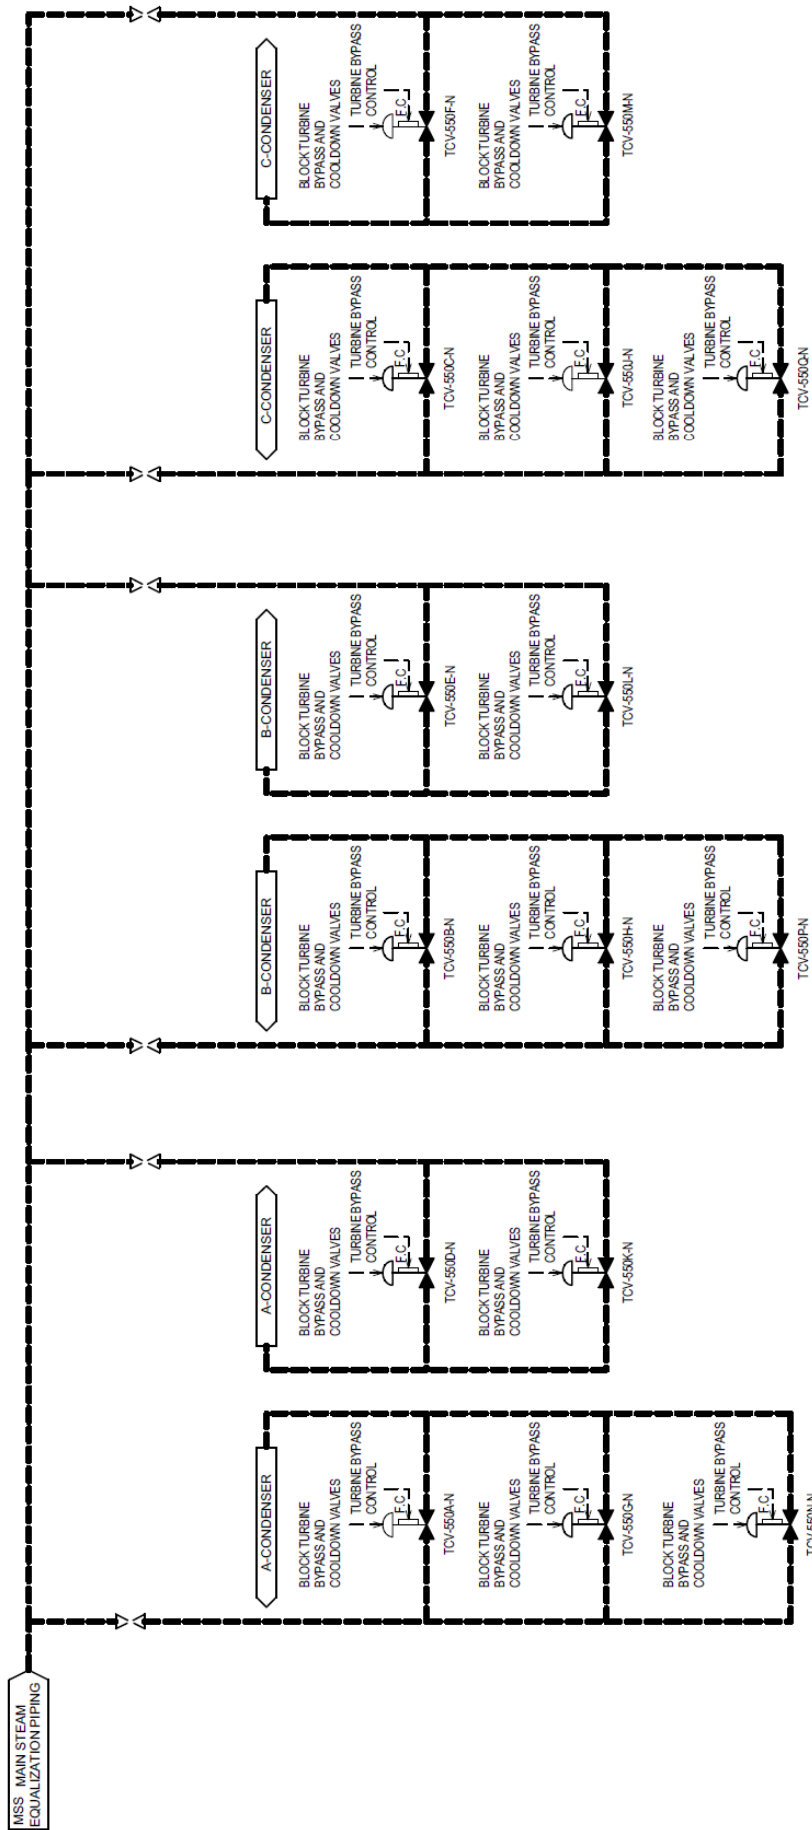 C-CONDENSER
BLOCK TURBINE
BYPASS AND
COOLDOWN VALVES
TURBINE BYPASS
CONTROL
F.C
TCV-550F-N
BLOCK TURBINE
BYPASS AND
COOLDOWN VALVES
TURBINE BYPASS
CONTROL
F.C
TCV-550M-N
C-CONDENSER
BLOCK TURBINE
BYPASS AND
COOLDOWN VALVES
TURBINE BYPASS
CONTROL
F.C
TCV-550C-N
BLOCK TURBINE
BYPASS AND
COOLDOWN VALVES
TURBINE BYPASS
CONTROL
F.C
TCV-550J-N
BLOCK TURBINE
BYPASS AND
COOLDOWN VALVES
TURBINE BYPASS
CONTROL
F.C
TCV-550Q-N
B-CONDENSER
BLOCK TURBINE
BYPASS AND
COOLDOWN VALVES
TURBINE BYPASS
CONTROL
F.C
TCV-550E-N
BLOCK TURBINE
BYPASS AND
COOLDOWN VALVES
TURBINE BYPASS
CONTROL
F.C
TCV-550L-N
B-CONDENSER
BLOCK TURBINE
BYPASS AND
COOLDOWN VALVES
TURBINE BYPASS
CONTROL
F.C
TCV-550B-N
BLOCK TURBINE
BYPASS AND
COOLDOWN VALVES
TURBINE BYPASS
CONTROL
F.C
TCV-550H-N
BLOCK TURBINE
BYPASS AND
COOLDOWN VALVES
TURBINE BYPASS
CONTROL
F.C
TCV-550P-N
A-CONDENSER
BLOCK TURBINE
BYPASS AND
COOLDOWN VALVES
TURBINE BYPASS
CONTROL
F.C
TCV-550D-N
BLOCK TURBINE
BYPASS AND
COOLDOWN VALVES
TURBINE BYPASS
CONTROL
F.C
TCV-550K-N
A-CONDENSER
BLOCK TURBINE
BYPASS AND
COOLDOWN VALVES
TURBINE BYPASS
CONTROL
F.C
TCV-550A-N
BLOCK TURBINE
BYPASS AND
COOLDOWN VALVES
TURBINE BYPASS
CONTROL
F.C
TCV-550G-N
BLOCK TURBINE
BYPASS AND
COOLDOWN VALVES
TURBINE BYPASS
CONTROL
F.C
TCV-550N-N
MSS MAIN STEAM
EQUALIZATION PIPING